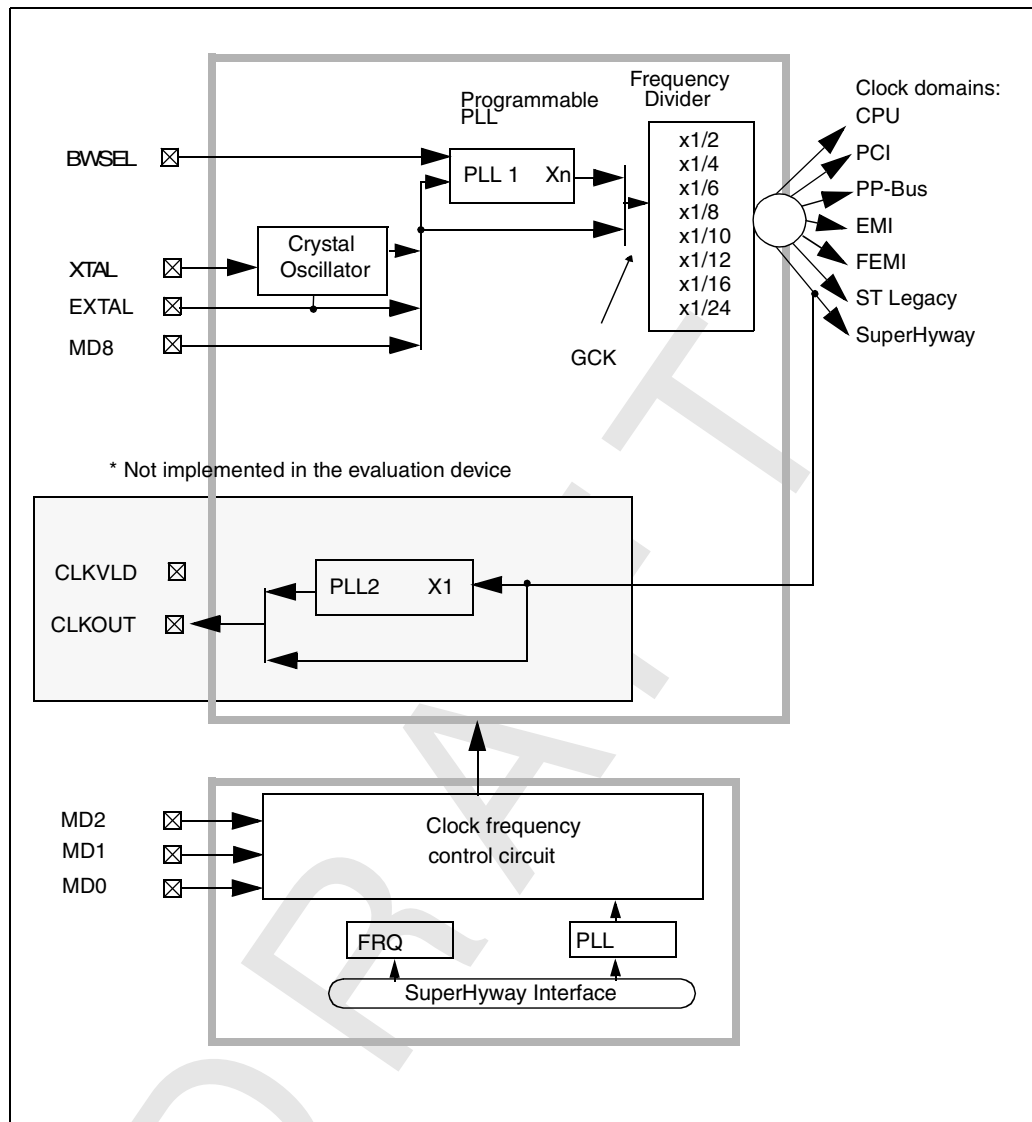 Programmable
PLL
Frequency
Divider
Clock domains:
BWSEL
PLL 1 Xn
x1/2
x1/4
x1/6
x1/8
x1/10
x1/12
x1/16
x1/24
CPU
PCI
PP-Bus
EMI
FEMI
ST Legacy
SuperHyway
Crystal
Oscillator
XTAL
EXTAL
MD8
GCK
* Not implemented in the evaluation device
CLKVLD
CLKOUT
PLL2 X1
MD2
MD1
MD0
Clock frequency
control circuit
FRQ
PLL
SuperHyway Interface
DRAFT